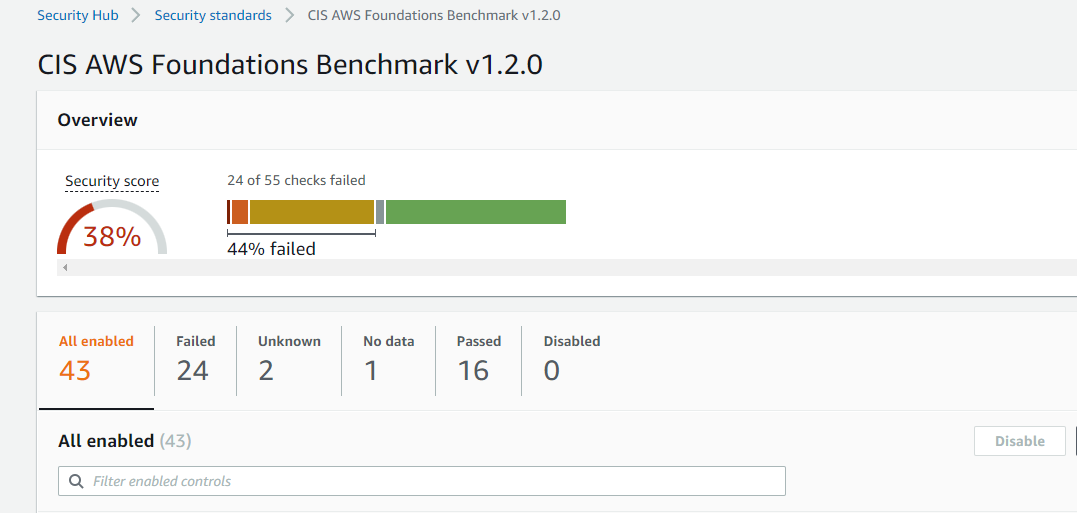 Security Hub > Security standards > CIS AWS Foundations Benchmark v1.2.0
CIS AWS Foundations Benchmark v1.2.0
Overview
Security score
24 of 55 checks failed
38%
44% failed
All enabled Failed Unknown No data Passed Disabled
43 24 2 1 16 0
All enabled (43)
Disable
Filter enabled controls